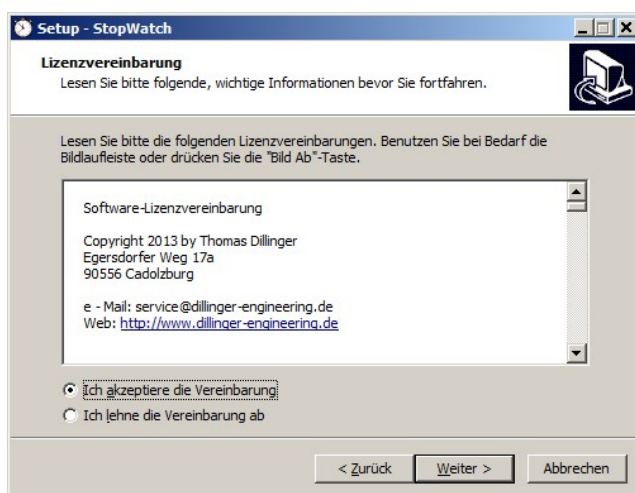 Setup - StopWatch
Lizenzvereinbarung
Lesen Sie bitte folgende, wichtige Informationen bevor Sie fortfahren.
Lesen Sie bitte die folgenden Lizenzvereinbarungen. Benutzen Sie bei Bedarf die
Bildlaufleiste oder drücken Sie die "Bild Ab"-Taste.
Software-Lizenzvereinbarung
Copyright 2013 by Thomas Dillinger
Egersdorfer Weg 17a
90556 Cadolzburg
e - Mail: service@dillinger-engineering.de
Web: http://www.dillinger-engineering.de
Ich akzeptiere die Vereinbarung
Ich lehne die Vereinbarung ab
< Zurück
Weiter >
Abbrechen